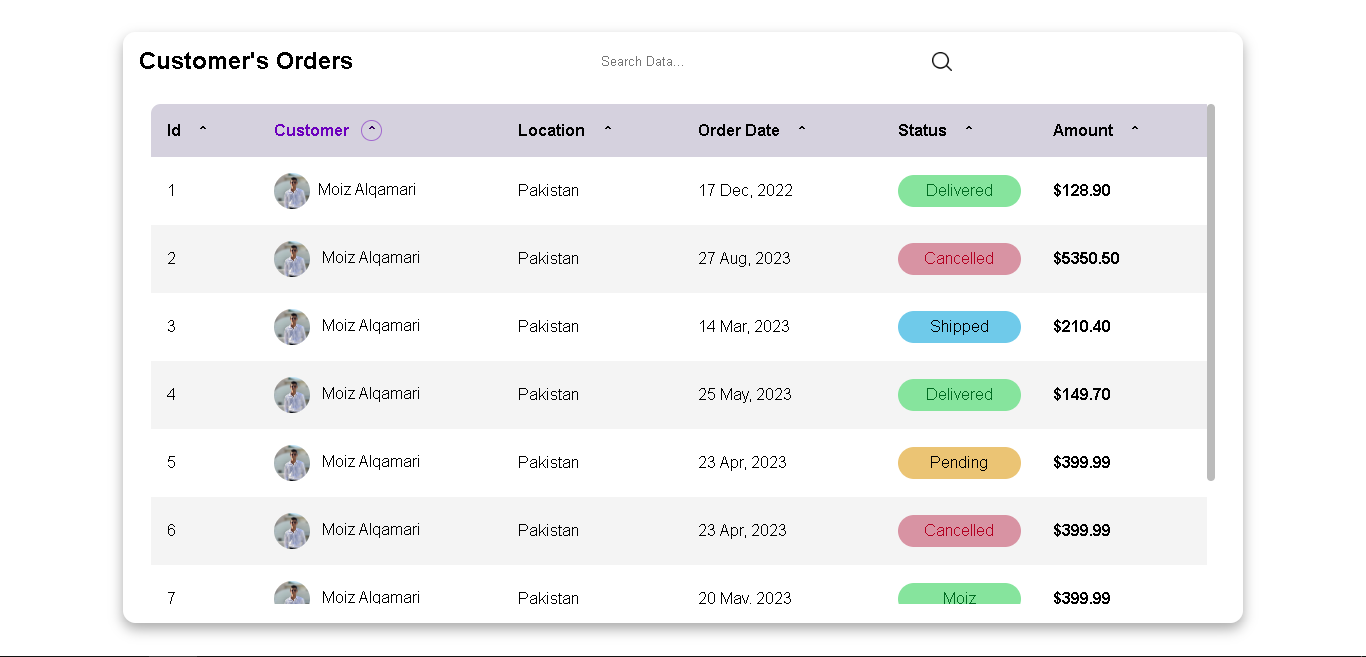 Customer's Orders Search Data...
Id Customer Location Order Date Status Amount
1 Moiz Alqamari Pakistan 17 Dec, 2022 Delivered $128.90
2 Moiz Alqamari Pakistan 27 Aug, 2023 Cancelled $5350.50
3 Moiz Alqamari Pakistan 14 Mar, 2023 Shipped $210.40
4 Moiz Alqamari Pakistan 25 May, 2023 Delivered $149.70
5 Moiz Alqamari Pakistan 23 Apr, 2023 Pending $399.99
6 Moiz Alqamari Pakistan 23 Apr, 2023 Cancelled $399.99
7 Moiz Alqamari Pakistan 20 May, 2023 Moiz $399.99